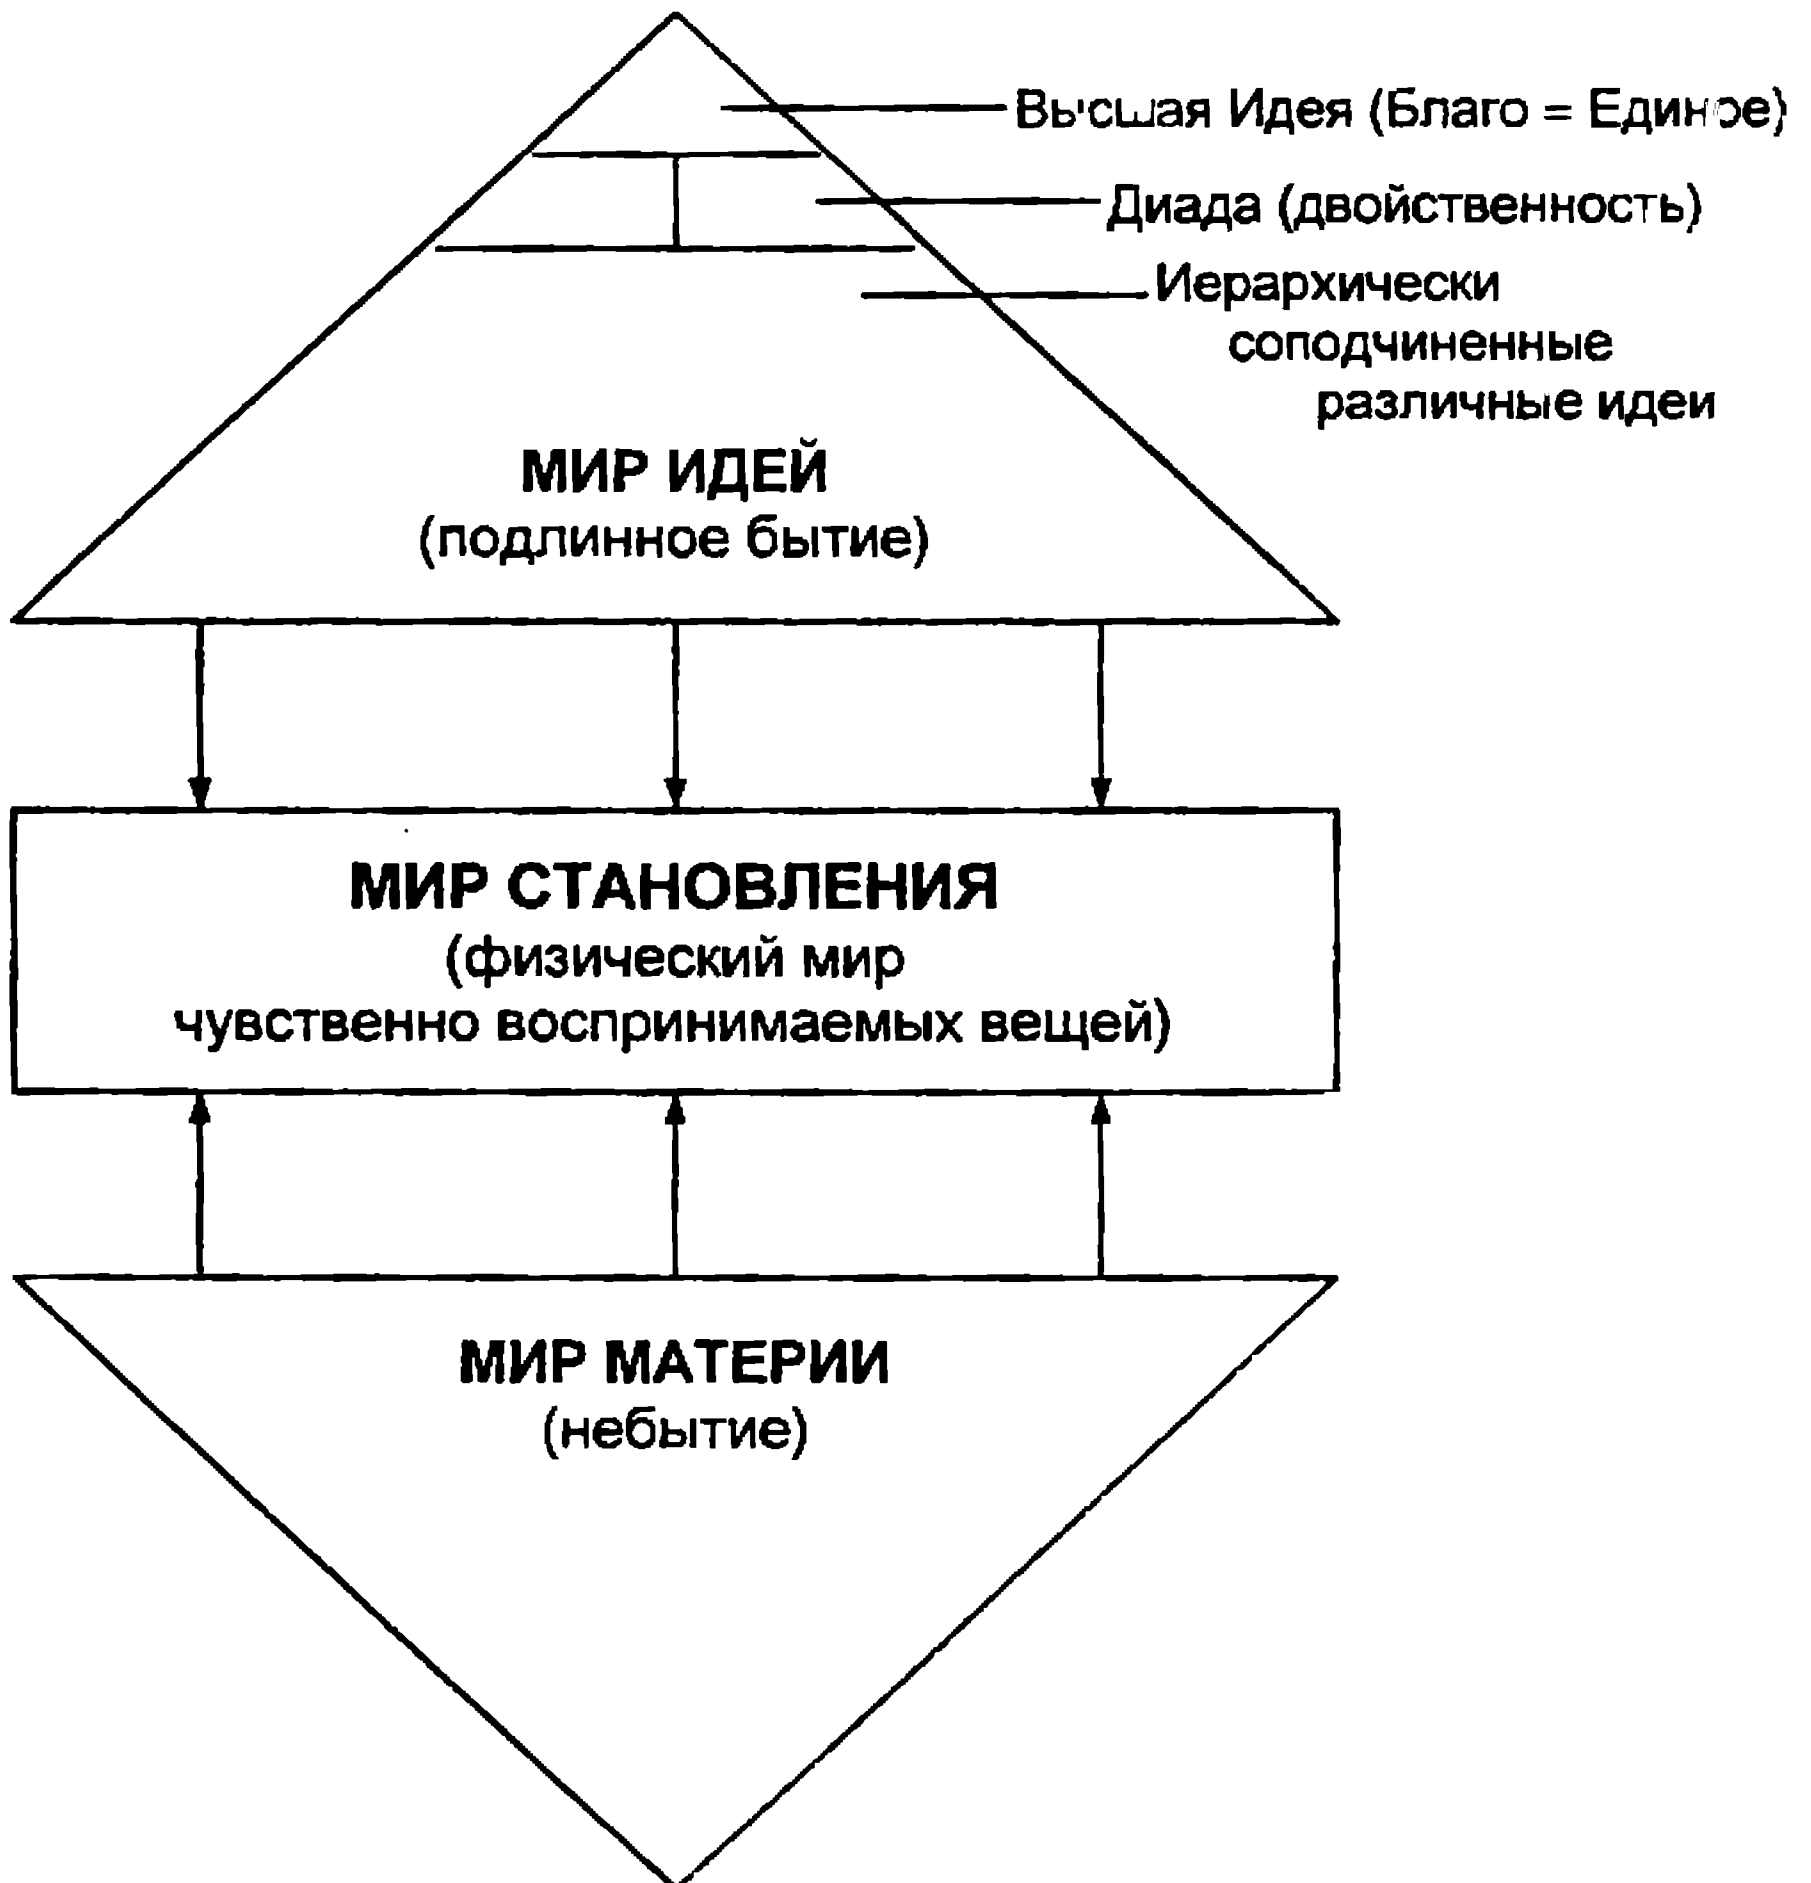 Высшая Идея (Благо = Единое)
Диада (двойственность)
Иерархически
соподчиненные
различные идеи
МИР ИДЕЙ
(подлинное бытие)
МИР СТАНОВЛЕНИЯ
(физический мир
чувственно воспринимаемых вещей)
МИР МАТЕРИИ
(небытие)